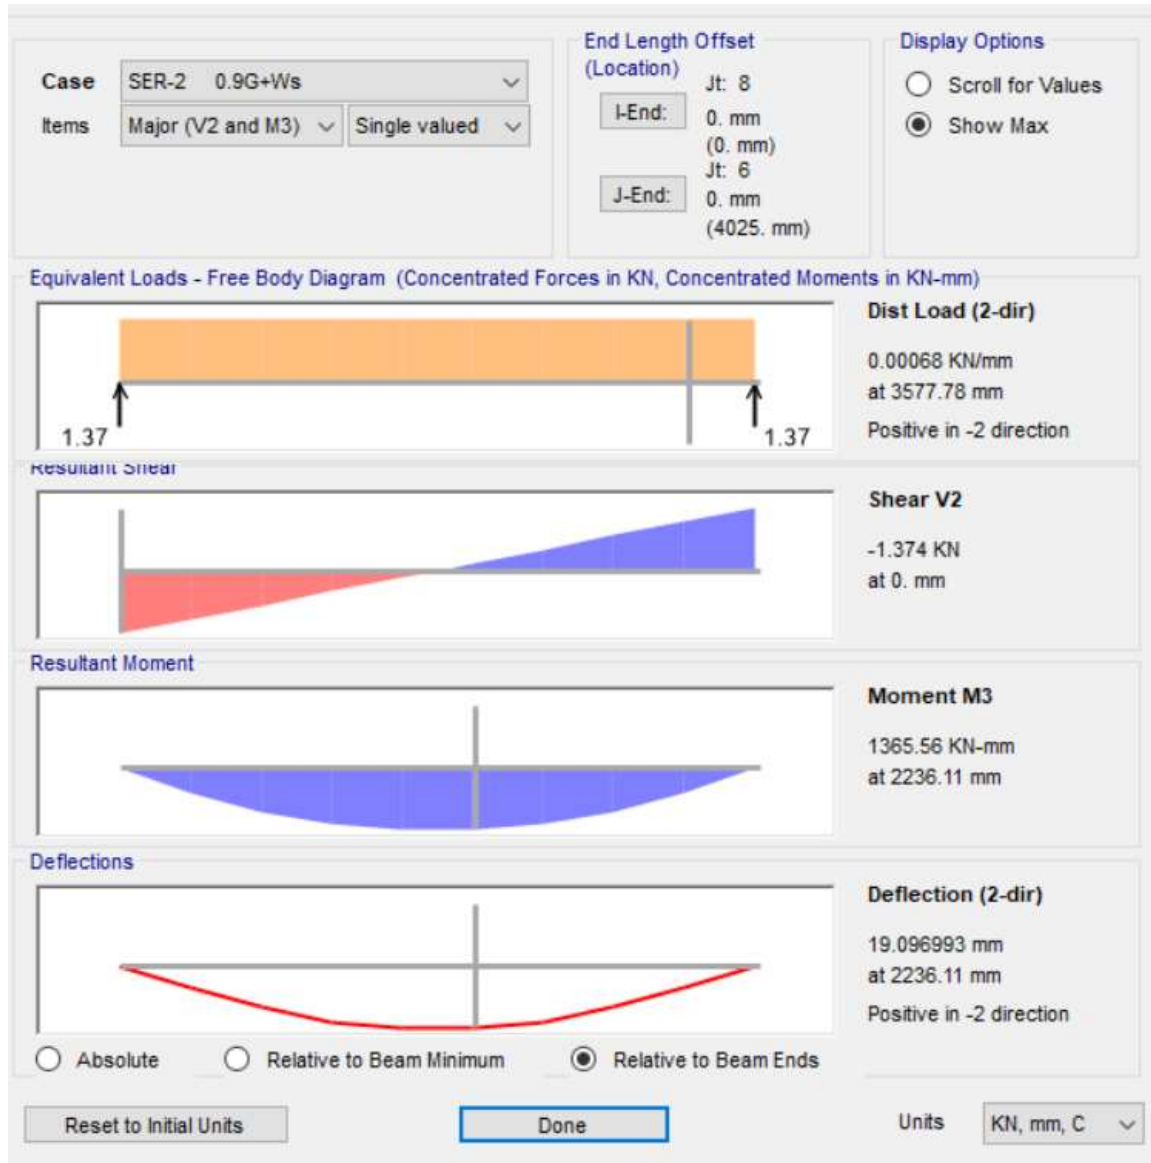 Case SER-2 0.9G+Ws
Items Major (V2 and M3) Single valued
End Length Offset
(Location)
Jt: 8
I-End: 0. mm
(0. mm)
Jt: 6
J-End: 0. mm
(4025. mm)
Display Options
Scroll for Values
Show Max
Equivalent Loads - Free Body Diagram (Concentrated Forces in KN, Concentrated Moments in KN-mm)
1.37
1.37
Dist Load (2-dir)
0.00068 KN/mm
at 3577.78 mm
Positive in -2 direction
Resultant Shear
Shear V2
-1.374 KN
at 0. mm
Resultant Moment
Moment M3
1365.56 KN-mm
at 2236.11 mm
Deflections
Deflection (2-dir)
19.096993 mm
at 2236.11 mm
Positive in -2 direction
Absolute Relative to Beam Minimum Relative to Beam Ends
Reset to Initial Units Done Units KN, mm, C